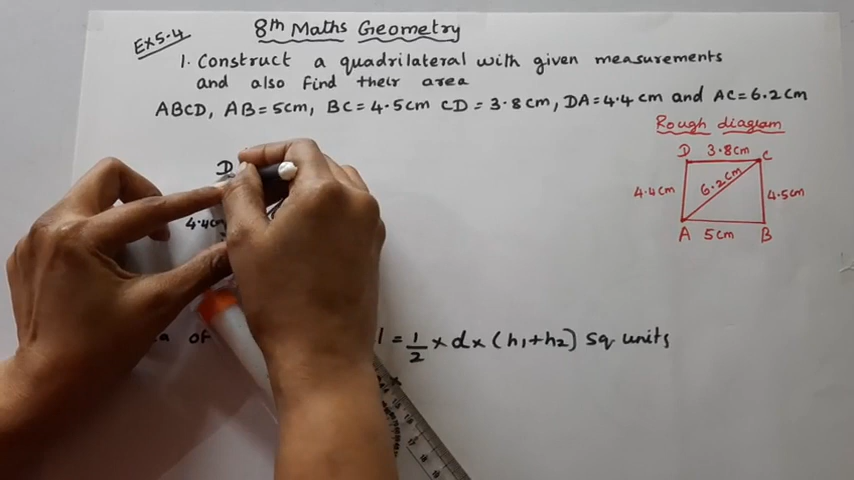 Ex 5.4
8th Maths Geometry
1. Construct a quadrilateral with given measurements
and also find their area
ABCD, AB = 5cm, BC = 4.5cm CD = 3.8cm, DA = 4.4cm and AC = 6.2cm
Rough diagram
D 3.8cm C
6.2cm
4.4cm 4.5cm
A 5cm B
D
4.4cm
of = 1/2 × d × (h1+h2) sq units